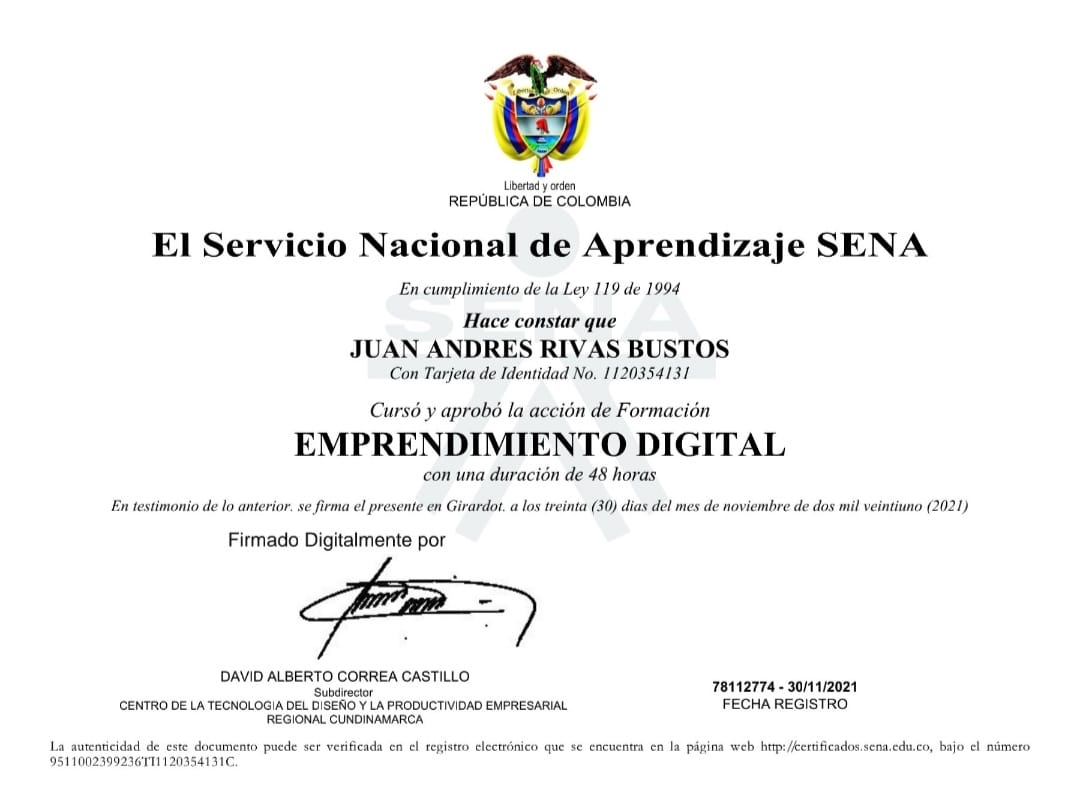 Libertad y Orden
Libertad y orden
REPÚBLICA DE COLOMBIA
El Servicio Nacional de Aprendizaje SENA
En cumplimiento de la Ley 119 de 1994
SENA
Hace constar que
JUAN ANDRES RIVAS BUSTOS
Con Tarjeta de Identidad No. 1120354131
Cursó y aprobó la acción de Formación
EMPRENDIMIENTO DIGITAL
con una duración de 48 horas
En testimonio de lo anterior. se firma el presente en Girardot. a los treinta (30) dias del mes de noviembre de dos mil veintiuno (2021)
Firmado Digitalmente por
DAVID ALBERTO CORREA CASTILLO
Subdirector
CENTRO DE LA TECNOLOGIA DEL DISEÑO Y LA PRODUCTIVIDAD EMPRESARIAL
REGIONAL CUNDINAMARCA
78112774 - 30/11/2021
FECHA REGISTRO
La autenticidad de este documento puede ser verificada en el registro electrónico que se encuentra en la página web http://certificados.sena.edu.co, bajo el número
9511002399236TI1120354131C.